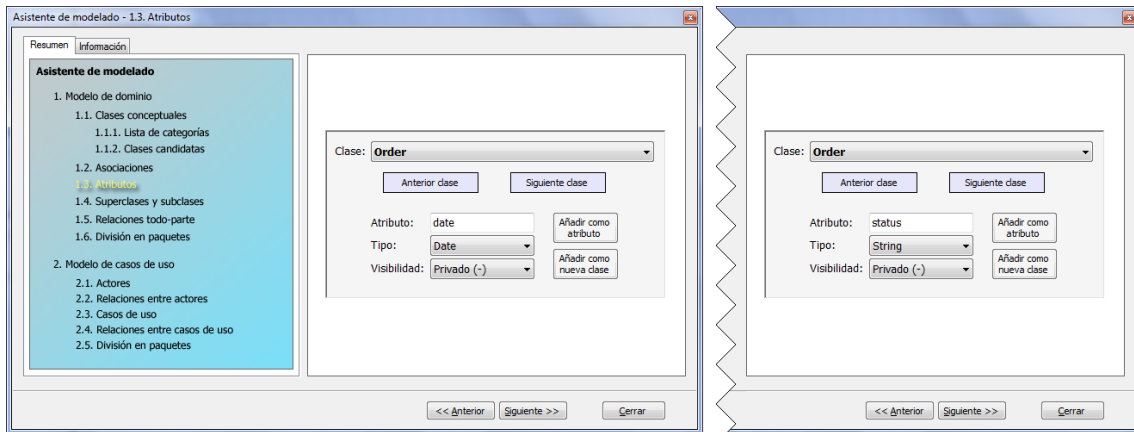 Asistente de modelado - 1.3. Atributos
Resumen
Información
Asistente de modelado
1. Modelo de dominio
1.1. Clases conceptuales
1.1.1. Lista de categorías
1.1.2. Clases candidatas
1.2. Asociaciones
1.3. Atributos
1.4. Superclases y subclases
1.5. Relaciones todo-parte
1.6. División en paquetes
2. Modelo de casos de uso
2.1. Actores
2.2. Relaciones entre actores
2.3. Casos de uso
2.4. Relaciones entre casos de uso
2.5. División en paquetes
Clase: Order
Anterior clase
Siguiente clase
Atributo: date
Añadir como
atributo
Tipo: Date
Visibilidad: Privado (-)
Añadir como
nueva clase
<< Anterior
Siguiente >>
Cerrar
Clase: Order
Anterior clase
Siguiente clase
Atributo: status
Añadir como
atributo
Tipo: String
Visibilidad: Privado (-)
Añadir como
nueva clase
<< Anterior
Siguiente >>
Cerrar